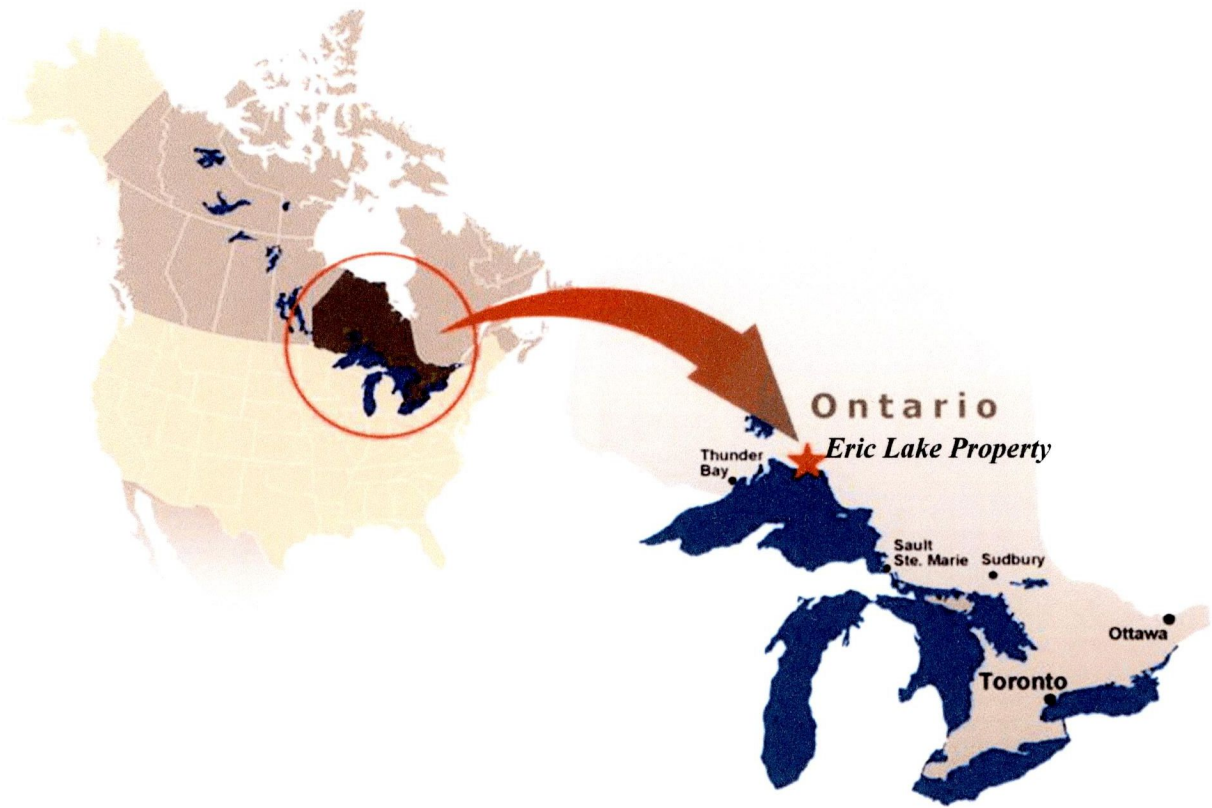 Ontario
Eric Lake Property
Thunder
Bay
Sault
Ste. Marie
Sudbury
Ottawa
Toronto